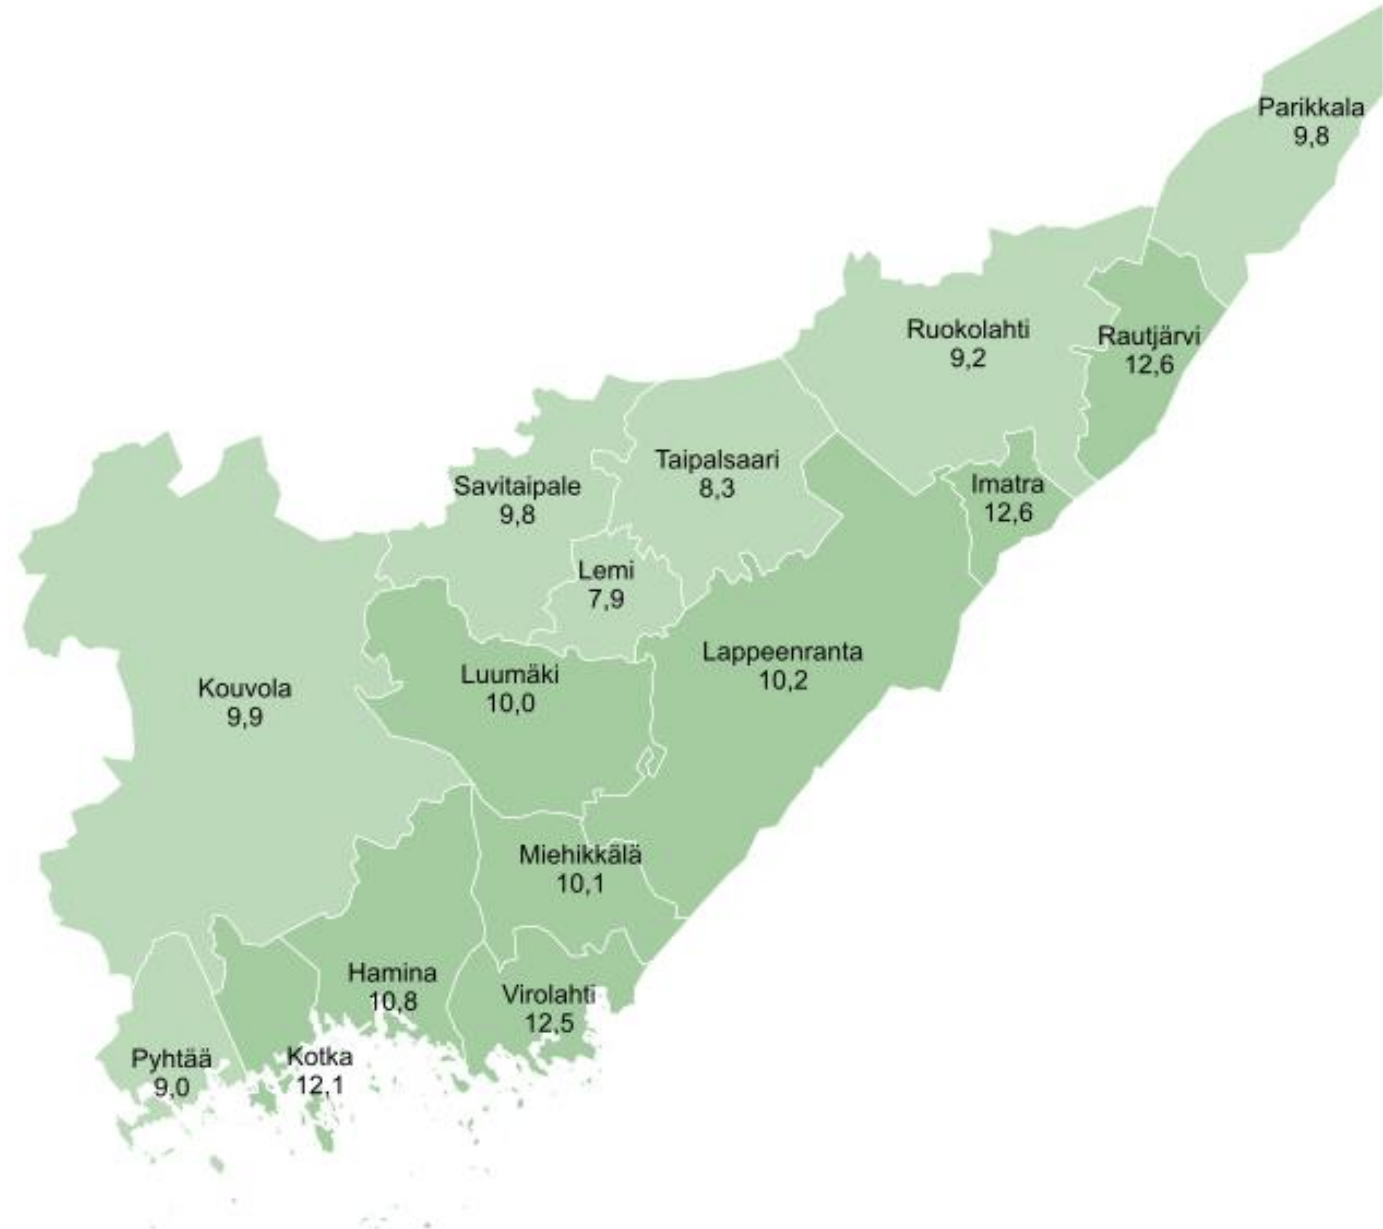 Parikkala
9,8
Ruokolahti
9,2
Rautjärvi
12,6
Taipalsaari
8,3
Savitaipale
9,8
Imatra
12,6
Lemi
7,9
Lappeenranta
10,2
Luumäki
10,0
Kouvola
9,9
Miehikkälä
10,1
Hamina
10,8
Virolahti
12,5
Pyhtää
9,0
Kotka
12,1